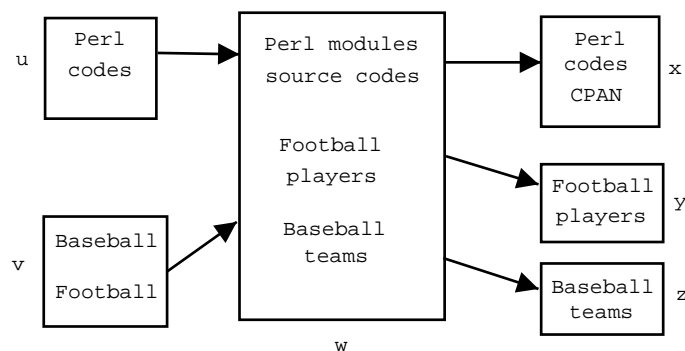 u
Perl
codes
v
Baseball
Football
Perl modules
source codes
Football
players
Baseball
teams
w
Perl
codes
CPAN
x
Football
players
y
Baseball
teams
z